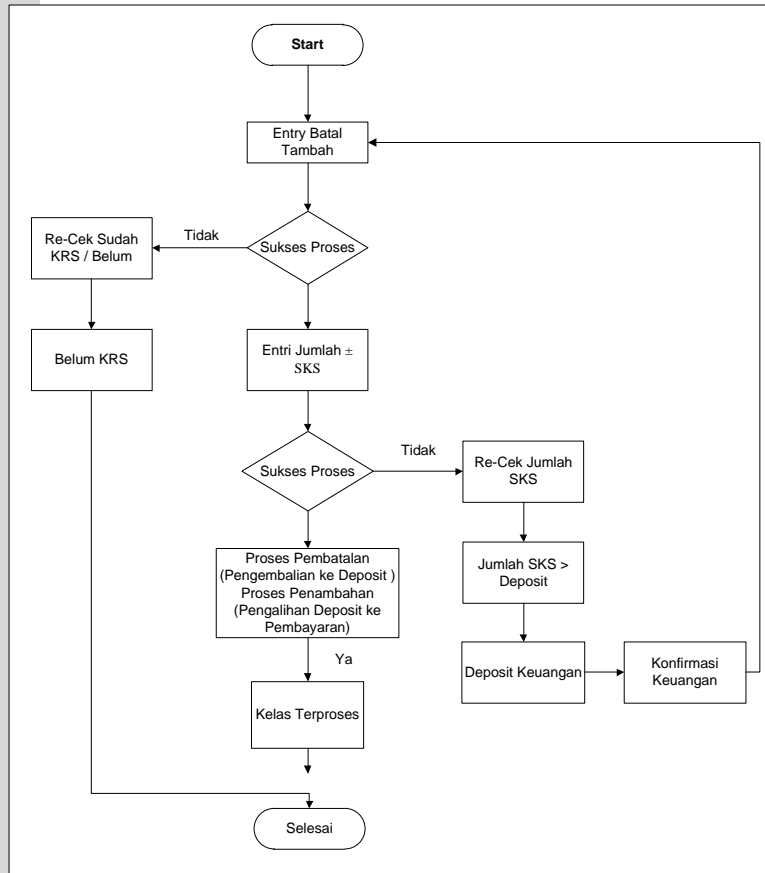 Start
Entry Batal
Tambah
Sukses Proses
Tidak
Re-Cek Sudah
KRS / Belum
Belum KRS
Entri Jumlah ±
SKS
Sukses Proses
Tidak
Re-Cek Jumlah
SKS
Jumlah SKS >
Deposit
Deposit Keuangan
Konfirmasi
Keuangan
Proses Pembatalan
(Pengembalian ke Deposit )
Proses Penambahan
(Pengalihan Deposit ke
Pembayaran)
Ya
Kelas Terproses
Selesai